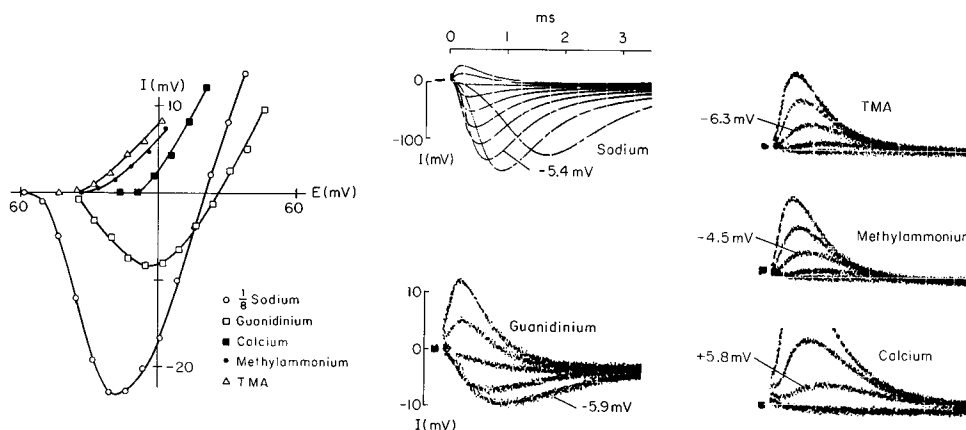 I (mV)
10
E (mV)
60
60
-20
1/8 Sodium
Guanidinium
Calcium
Methylammonium
TMA
ms
0 1 2 3
0
-100
I (mV)
Sodium
-5.4 mV
10
0
-10
I (mV)
Guanidinium
-5.9 mV
TMA
-6.3 mV
Methylammonium
-4.5 mV
Calcium
+5.8 mV